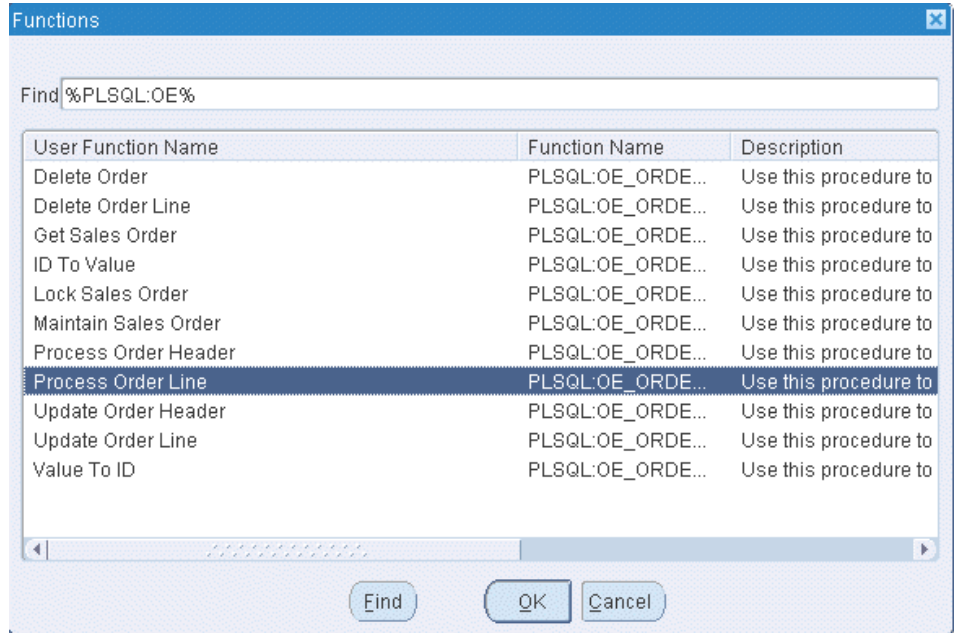 Functions
Find %PLSQL:OE%
User Function Name Function Name Description
Delete Order PLSQL:OE_ORDE... Use this procedure to
Delete Order Line PLSQL:OE_ORDE... Use this procedure to
Get Sales Order PLSQL:OE_ORDE... Use this procedure to
ID To Value PLSQL:OE_ORDE... Use this procedure to
Lock Sales Order PLSQL:OE_ORDE... Use this procedure to
Maintain Sales Order PLSQL:OE_ORDE... Use this procedure to
Process Order Header PLSQL:OE_ORDE... Use this procedure to
Process Order Line PLSQL:OE_ORDE... Use this procedure to
Update Order Header PLSQL:OE_ORDE... Use this procedure to
Update Order Line PLSQL:OE_ORDE... Use this procedure to
Value To ID PLSQL:OE_ORDE... Use this procedure to
Find OK Cancel